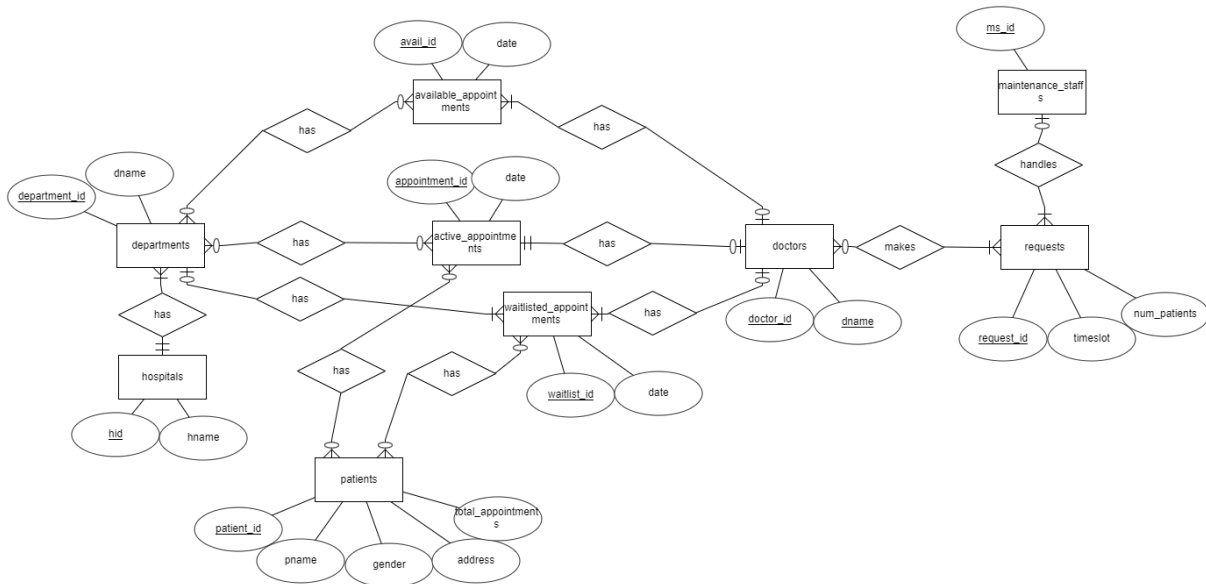 ms_id
avail_id
date
available_appoint
ments
maintenance_staff
s
has
has
handles
dname
department_id
appointment_id
date
departments
has
active_appointme
nts
has
doctors
makes
requests
has
has
waitlisted_appoint
ments
has
doctor_id
dname
request_id
timeslot
num_patients
hospitals
has
has
waitlist_id
date
hid
hname
patients
patient_id
pname
gender
address
total_appointment
s